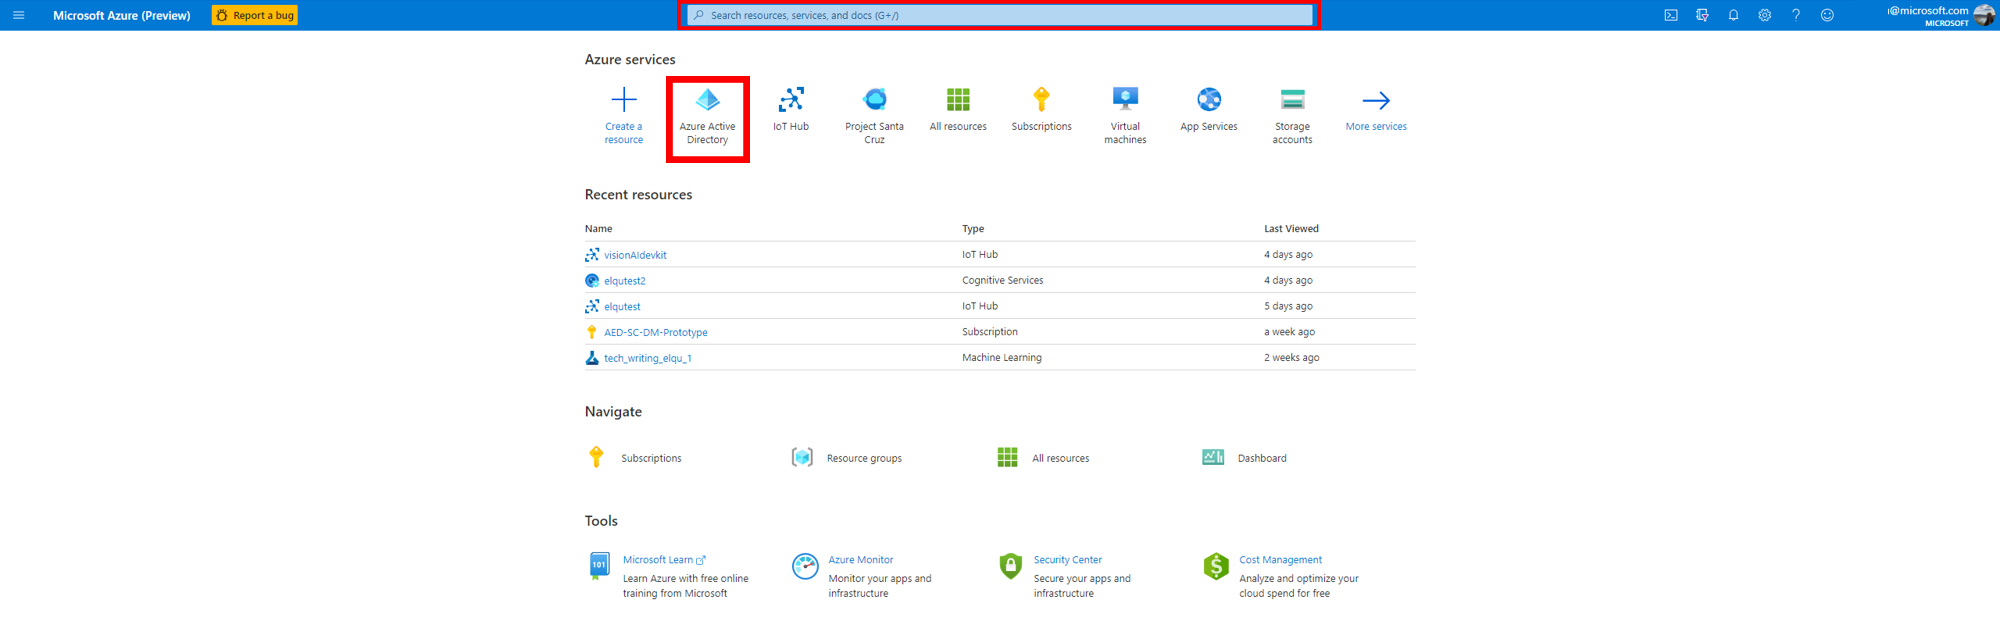 Microsoft Azure (Preview)
Report a bug
Search resources, services, and docs (G+/)
@microsoft.com
MICROSOFT
Azure services
Create a
resource
Azure Active
Directory
IoT Hub
Project Santa
Cruz
All resources
Subscriptions
Virtual
machines
App Services
Storage
accounts
More services
Recent resources
Name Type Last Viewed
visionAIdevkit IoT Hub 4 days ago
elqutest2 Cognitive Services 4 days ago
elqutest IoT Hub 5 days ago
AED-SC-DM-Prototype Subscription a week ago
tech_writing_elqu_1 Machine Learning 2 weeks ago
Navigate
Subscriptions Resource groups All resources Dashboard
Tools
101
Microsoft Learn
Learn Azure with free online
training from Microsoft
Azure Monitor
Monitor your apps and
infrastructure
Security Center
Secure your apps and
infrastructure
$
Cost Management
Analyze and optimize your
cloud spend for free